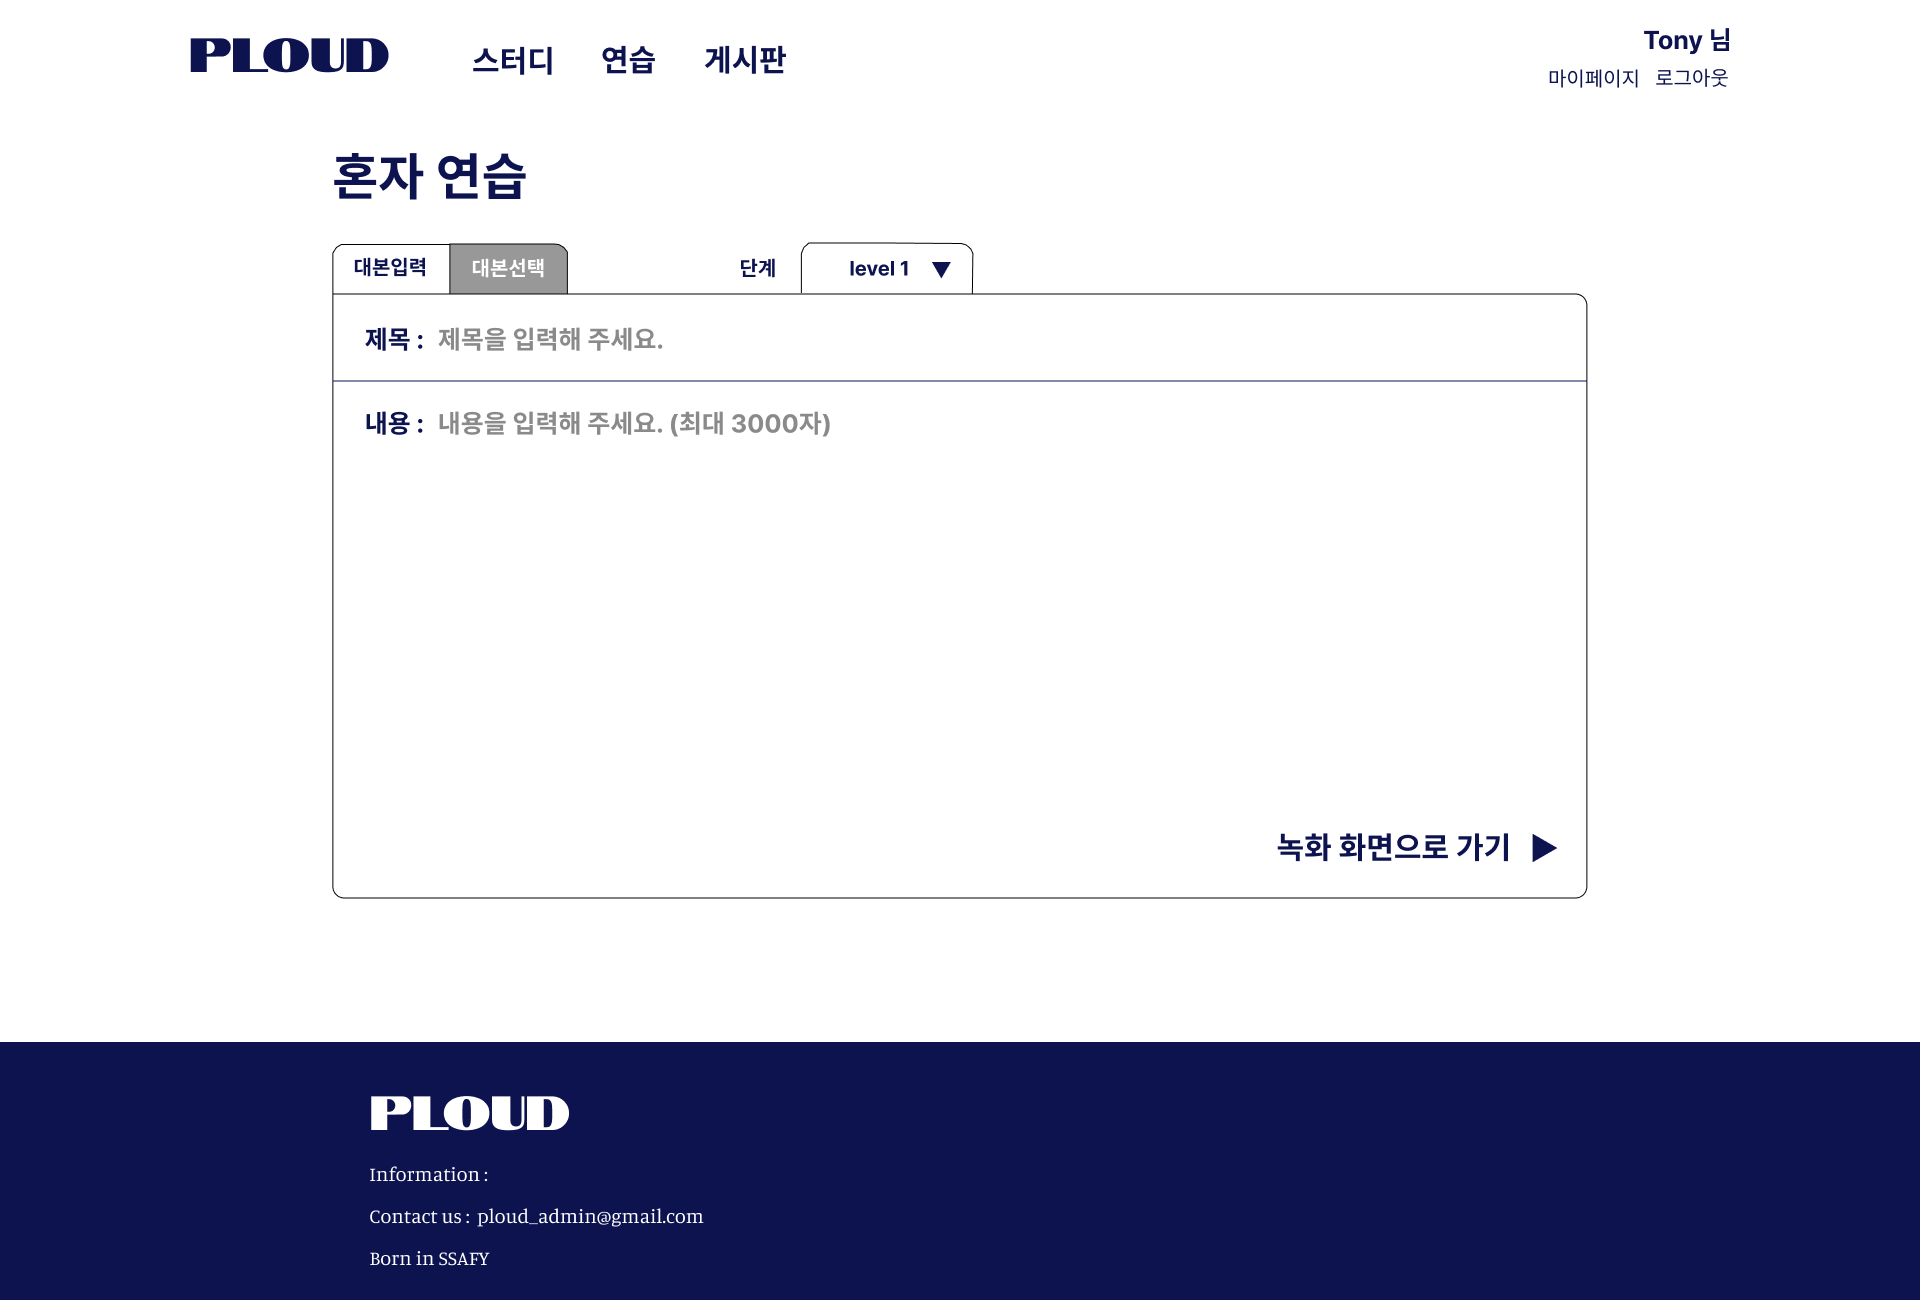 PLOUD 스터디 연습 게시판
Tony 님
마이페이지 로그아웃
혼자 연습
대본입력 대본선택 단계 level 1 ▼
제목 : 제목을 입력해 주세요.
내용 : 내용을 입력해 주세요. (최대 3000자)
녹화 화면으로 가기 ▶
PLOUD
Information :
Contact us : ploud_admin@gmail.com
Born in SSAFY